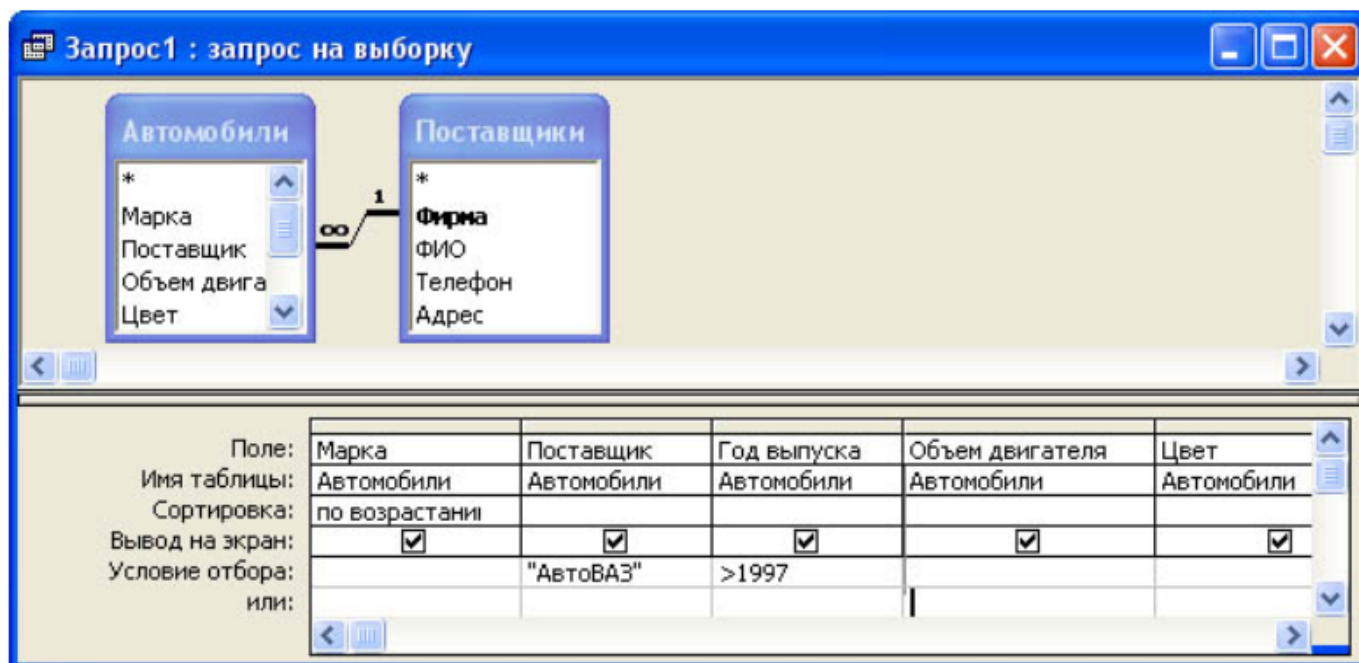 Запрос1 : запрос на выборку
Автомобили
*
Марка
Поставщик
Объем двига
Цвет
∞
1
Поставщики
*
Фирма
ФИО
Телефон
Адрес
Поле: Марка Поставщик Год выпуска Объем двигателя Цвет
Имя таблицы: Автомобили Автомобили Автомобили Автомобили Автомобили
Сортировка: по возрастани
Вывод на экран:
Условие отбора: "АвтоВАЗ" >1997
или: